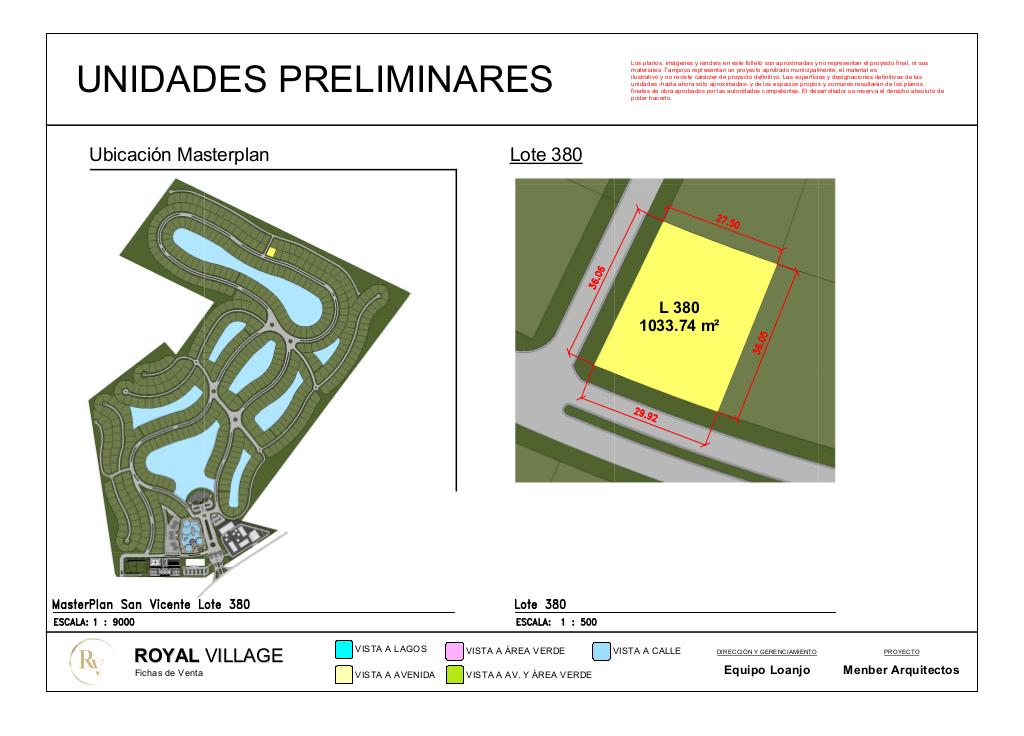 UNIDADES PRELIMINARES
Los planos, imágenes y renders en este folleto son aproximadas y no representan el proyecto final, ni sus
materiales. Tampoco representan un proyecto aprobado municipalmente, el material es
ilustrativo y no reviste carácter de proyecto definitivo. Las superficies y designaciones definitivas de las
unidades -hasta ahora sólo aproximadas- y de los espacios propios y comunes resultarán de los planos
finales de obra aprobados por las autoridades competentes. El desarrollador se reserva el derecho absoluto de
poder hacerlo.
Ubicación Masterplan
Lote 380
27.50
36.06
L 380
1033.74 m²
36.05
29.92
MasterPlan San Vicente Lote 380
ESCALA: 1 : 9000
Lote 380
ESCALA: 1 : 500
RV
ROYAL VILLAGE
Fichas de Venta
VISTA A LAGOS
VISTA A ÁREA VERDE
VISTA A CALLE
VISTA A AVENIDA
VISTA A AV. Y ÁREA VERDE
DIRECCIÓN Y GERENCIAMIENTO
Equipo Loanjo
PROYECTO
Menber Arquitectos